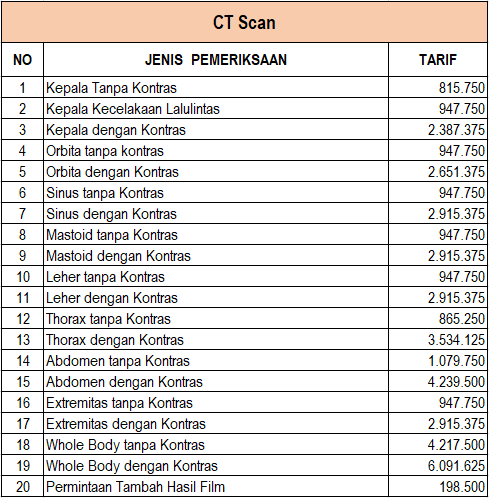 CT Scan
NO JENIS PEMERIKSAAN TARIF
1 Kepala Tanpa Kontras 815.750
2 Kepala Kecelakaan Lalulintas 947.750
3 Kepala dengan Kontras 2.387.375
4 Orbita tanpa kontras 947.750
5 Orbita dengan Kontras 2.651.375
6 Sinus tanpa Kontras 947.750
7 Sinus dengan Kontras 2.915.375
8 Mastoid tanpa Kontras 947.750
9 Mastoid dengan Kontras 2.915.375
10 Leher tanpa Kontras 947.750
11 Leher dengan Kontras 2.915.375
12 Thorax tanpa Kontras 865.250
13 Thorax dengan Kontras 3.534.125
14 Abdomen tanpa Kontras 1.079.750
15 Abdomen dengan Kontras 4.239.500
16 Extremitas tanpa Kontras 947.750
17 Extremitas dengan Kontras 2.915.375
18 Whole Body tanpa Kontras 4.217.500
19 Whole Body dengan Kontras 6.091.625
20 Permintaan Tambah Hasil Film 198.500